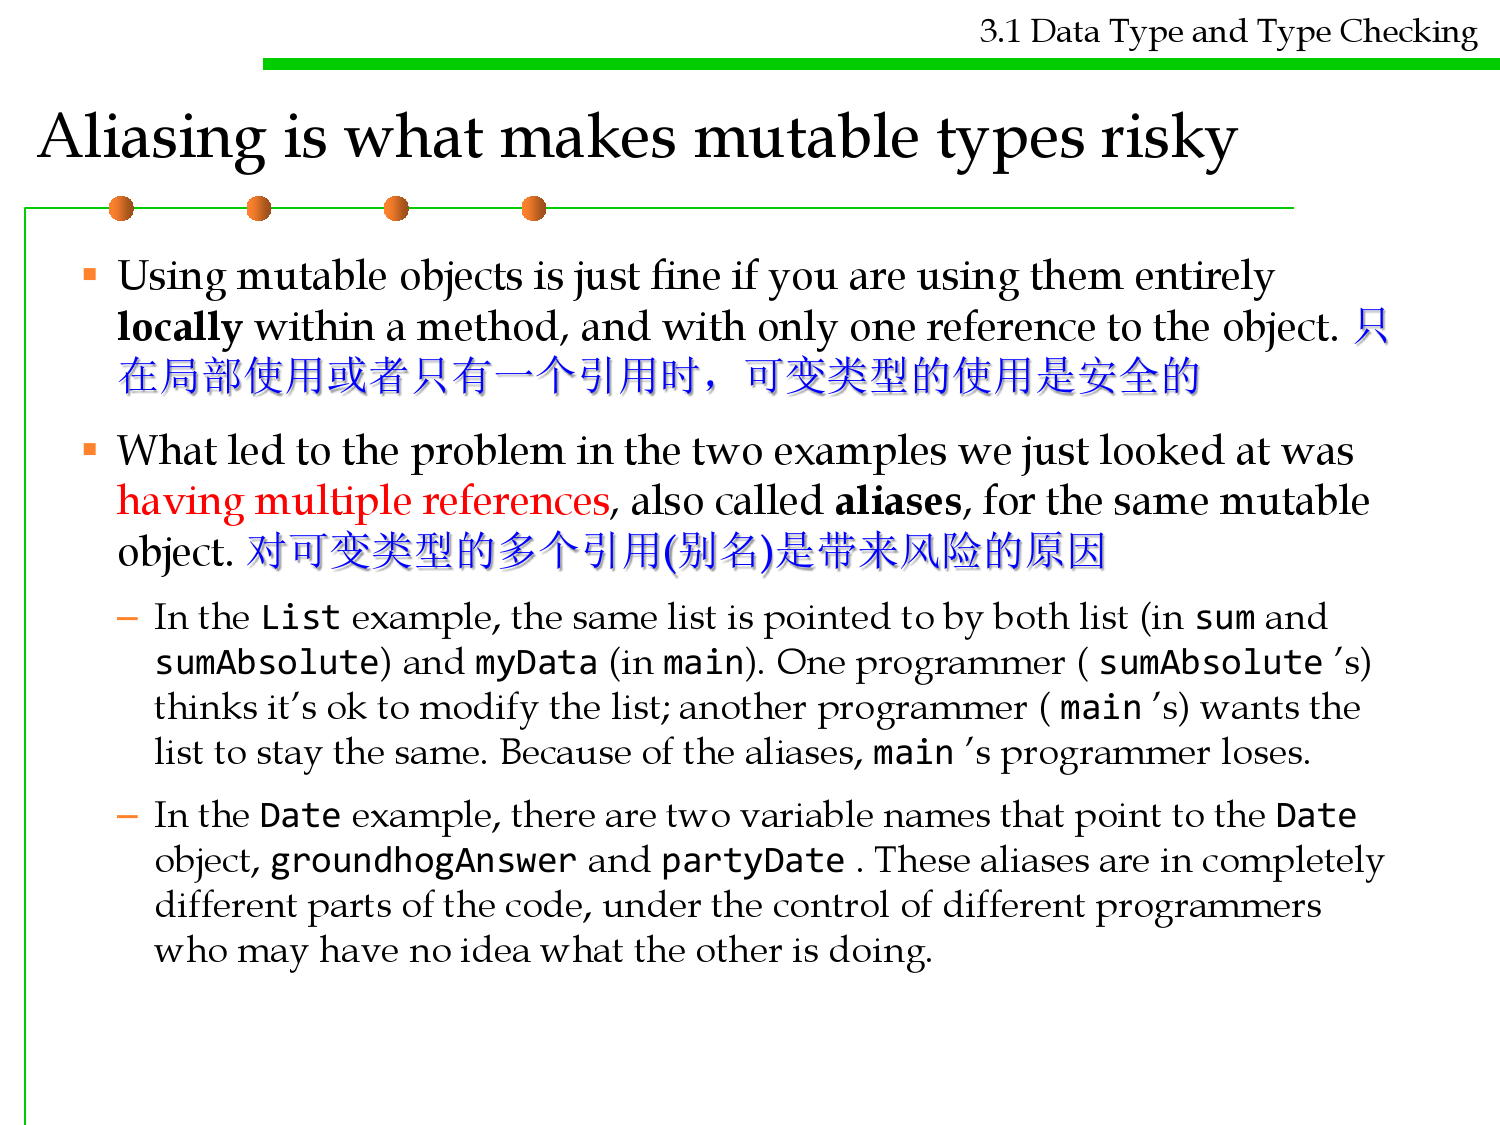 3.1 Data Type and Type Checking
Aliasing is what makes mutable types risky
Using mutable objects is just fine if you are using them entirely
locally within a method, and with only one reference to the object. 只
在局部使用或者只有一个引用时，可变类型的使用是安全的
What led to the problem in the two examples we just looked at was
having multiple references, also called aliases, for the same mutable
object. 对可变类型的多个引用(别名)是带来风险的原因
– In the List example, the same list is pointed to by both list (in sum and
sumAbsolute) and myData (in main). One programmer ( sumAbsolute ’s)
thinks it’s ok to modify the list; another programmer ( main ’s) wants the
list to stay the same. Because of the aliases, main ’s programmer loses.
– In the Date example, there are two variable names that point to the Date
object, groundhogAnswer and partyDate . These aliases are in completely
different parts of the code, under the control of different programmers
who may have no idea what the other is doing.